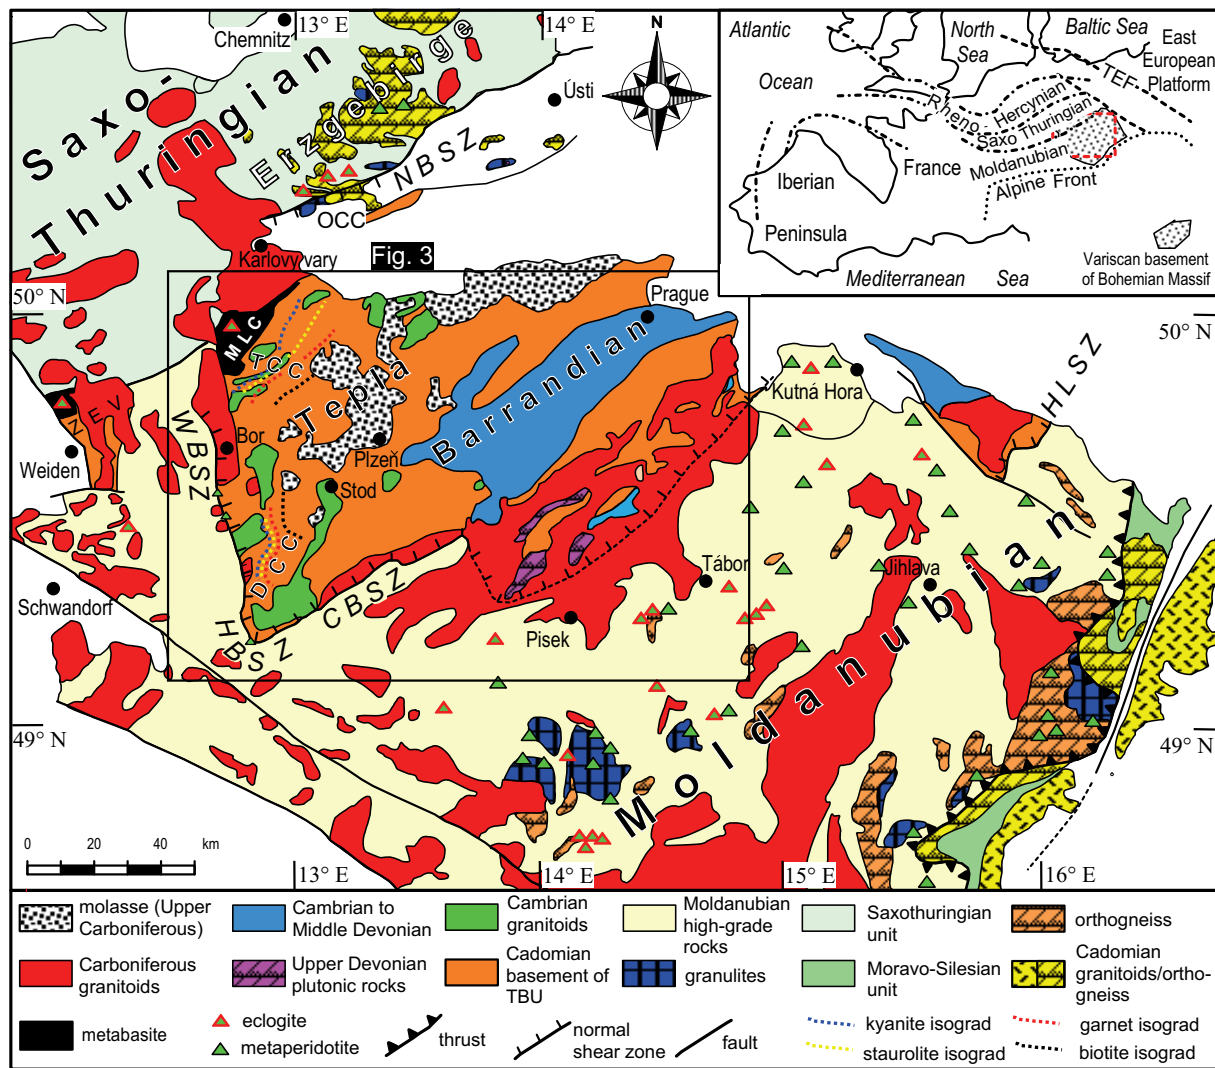 13° E
14° E
Chemnitz
Ústi
N
Saxo-
Thuringian
Erzgebirge
NBSZ
OCC
Karlovy vary
Fig. 3
Atlantic
Ocean
North
Sea
Baltic Sea
East
European
Platform
TEF
Rheno-
Hercynian
Saxo
Thuringian
Moldanubian
Alpine Front
France
Iberian
Peninsula
Mediterranean Sea
Variscan basement
of Bohemian Massif
50° N
50° N
Prague
MLC
TCC
Teplá
Barrandian
Kutná Hora
HLSZ
ZEV
WBSZ
Bor
Plzeň
Weiden
Stod
DCC
CBSZ
HBSZ
Schwandorf
Tábor
Jihlava
Pisek
Moldanubian
49° N
49° N
0 20 40 km
13° E
14° E
15° E
16° E
molasse (Upper
Carboniferous)
Cambrian to
Middle Devonian
Cambrian
granitoids
Moldanubian
high-grade
rocks
Saxothuringian
unit
orthogneiss
Carboniferous
granitoids
Upper Devonian
plutonic rocks
Cadomian
basement of
TBU
granulites
Moravo-Silesian
unit
Cadomian
granitoids/ortho-
gneiss
metabasite
eclogite
metaperidotite
thrust
normal
shear zone
fault
kyanite isograd
staurolite isograd
garnet isograd
biotite isograd